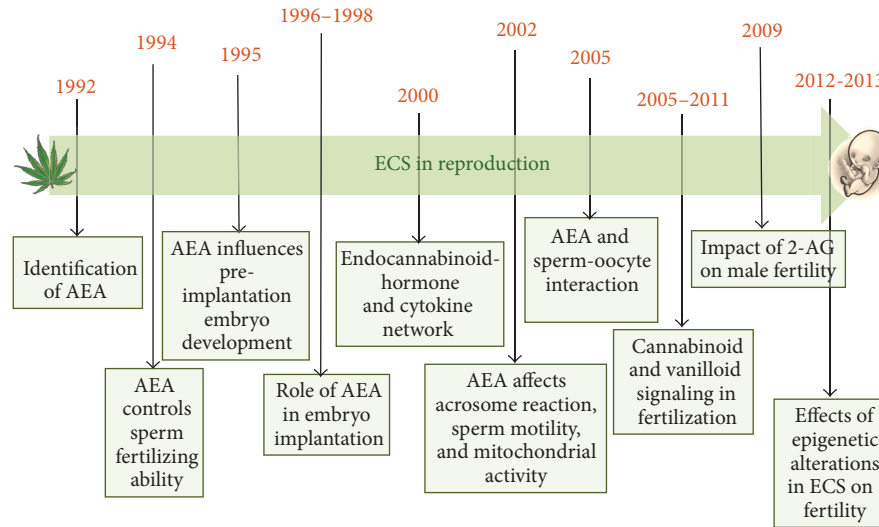 1992
1994
1995
1996–1998
2000
2002
2005
2005–2011
2009
2012-2013
ECS in reproduction
Identification
of AEA
AEA
controls
sperm
fertilizing
ability
AEA influences
pre-
implantation
embryo
development
Role of AEA
in embryo
implantation
Endocannabinoid-
hormone
and cytokine
network
AEA affects
acrosome reaction,
sperm motility,
and mitochondrial
activity
AEA and
sperm-oocyte
interaction
Cannabinoid
and vanilloid
signaling in
fertilization
Impact of 2-AG
on male fertility
Effects of
epigenetic
alterations
in ECS on
fertility